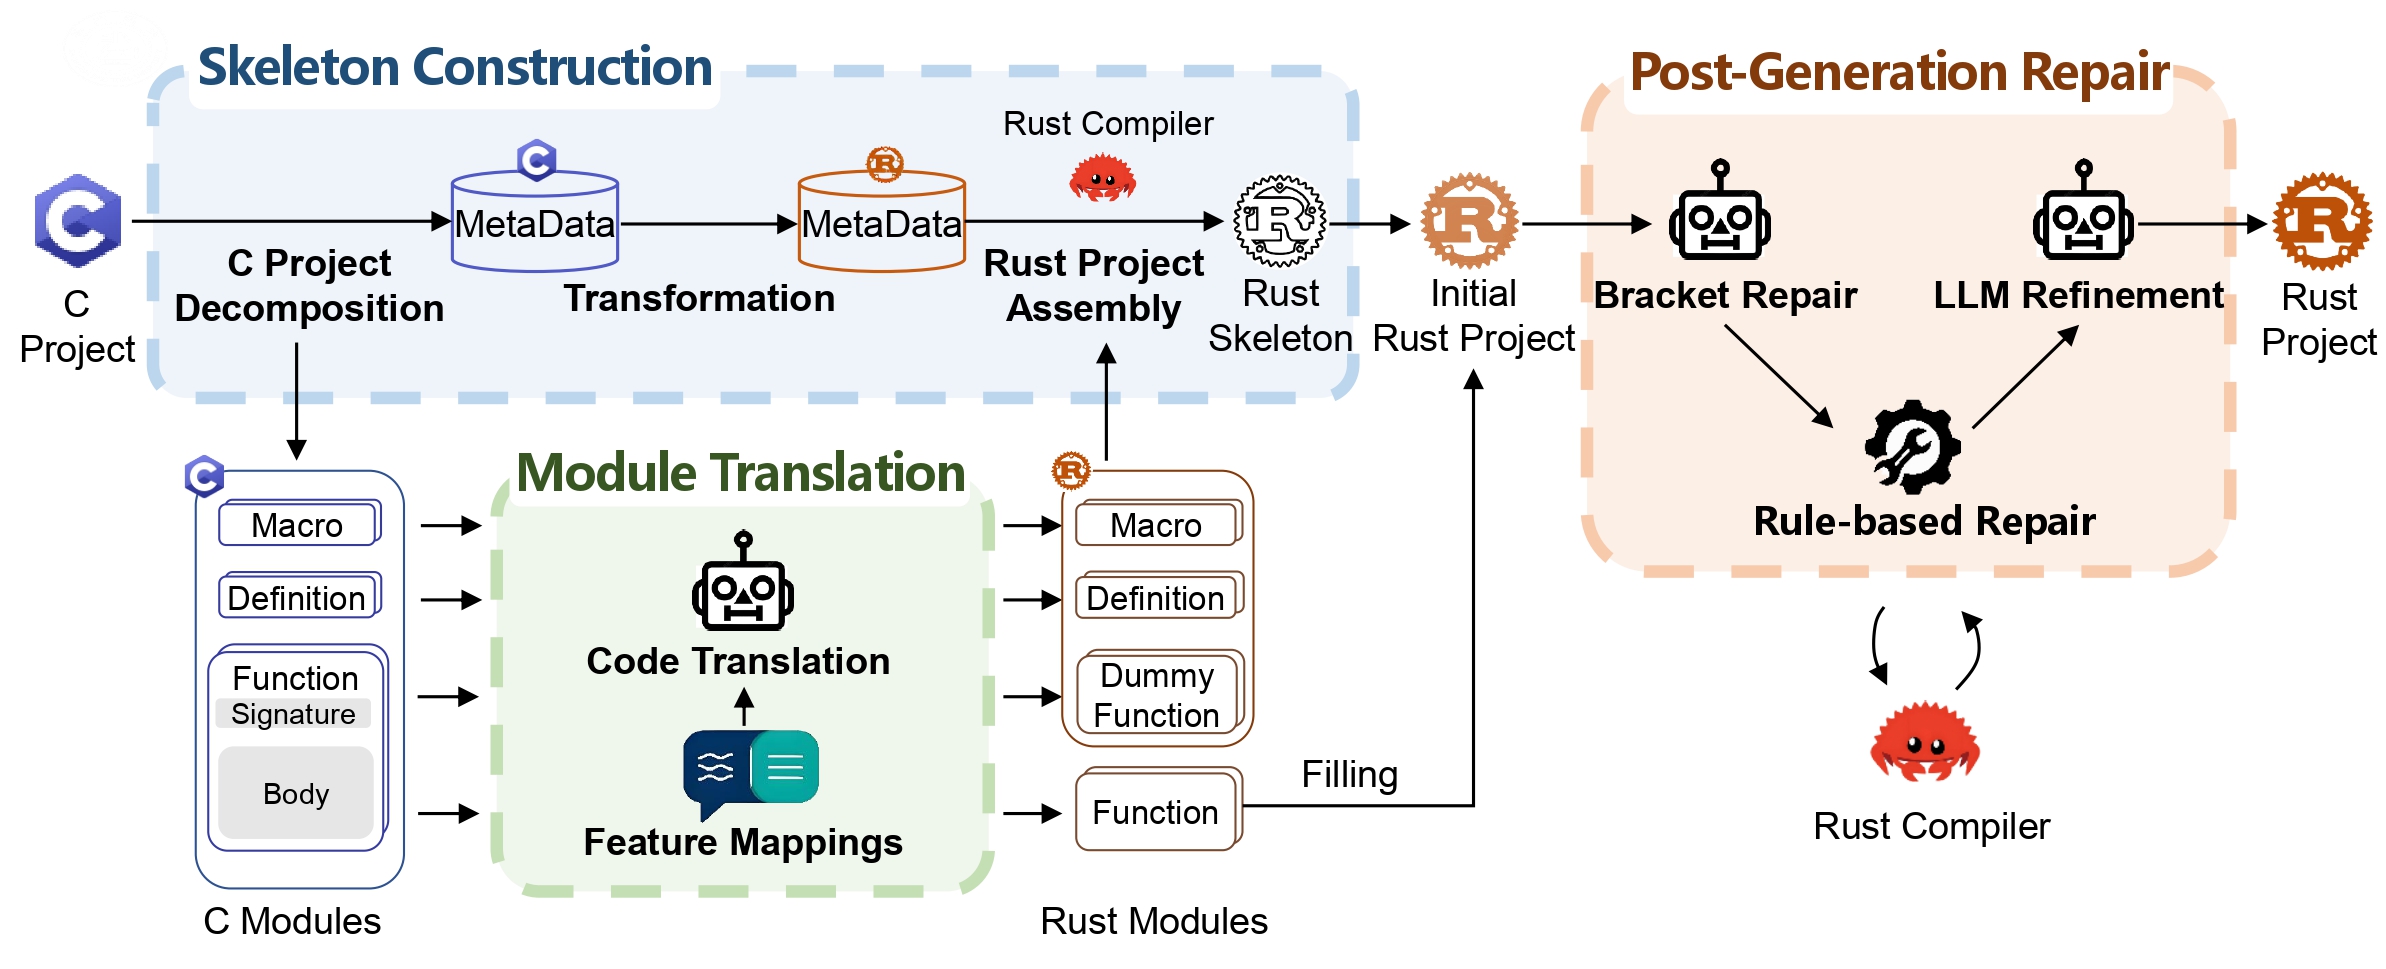 Skeleton Construction
Post-Generation Repair
Rust Compiler
C
MetaData
R
MetaData
C
R
R
R
C Project
Decomposition
Transformation
Rust Project
Assembly
C
Project
Rust
Skeleton
Initial
Rust Project
Bracket Repair
LLM Refinement
Rust
Project
Rule-based Repair
Module Translation
C
R
Macro
Definition
Function
Signature
Body
Code Translation
Feature Mappings
Macro
Definition
Dummy
Function
Function
Filling
Rust Compiler
C Modules
Rust Modules